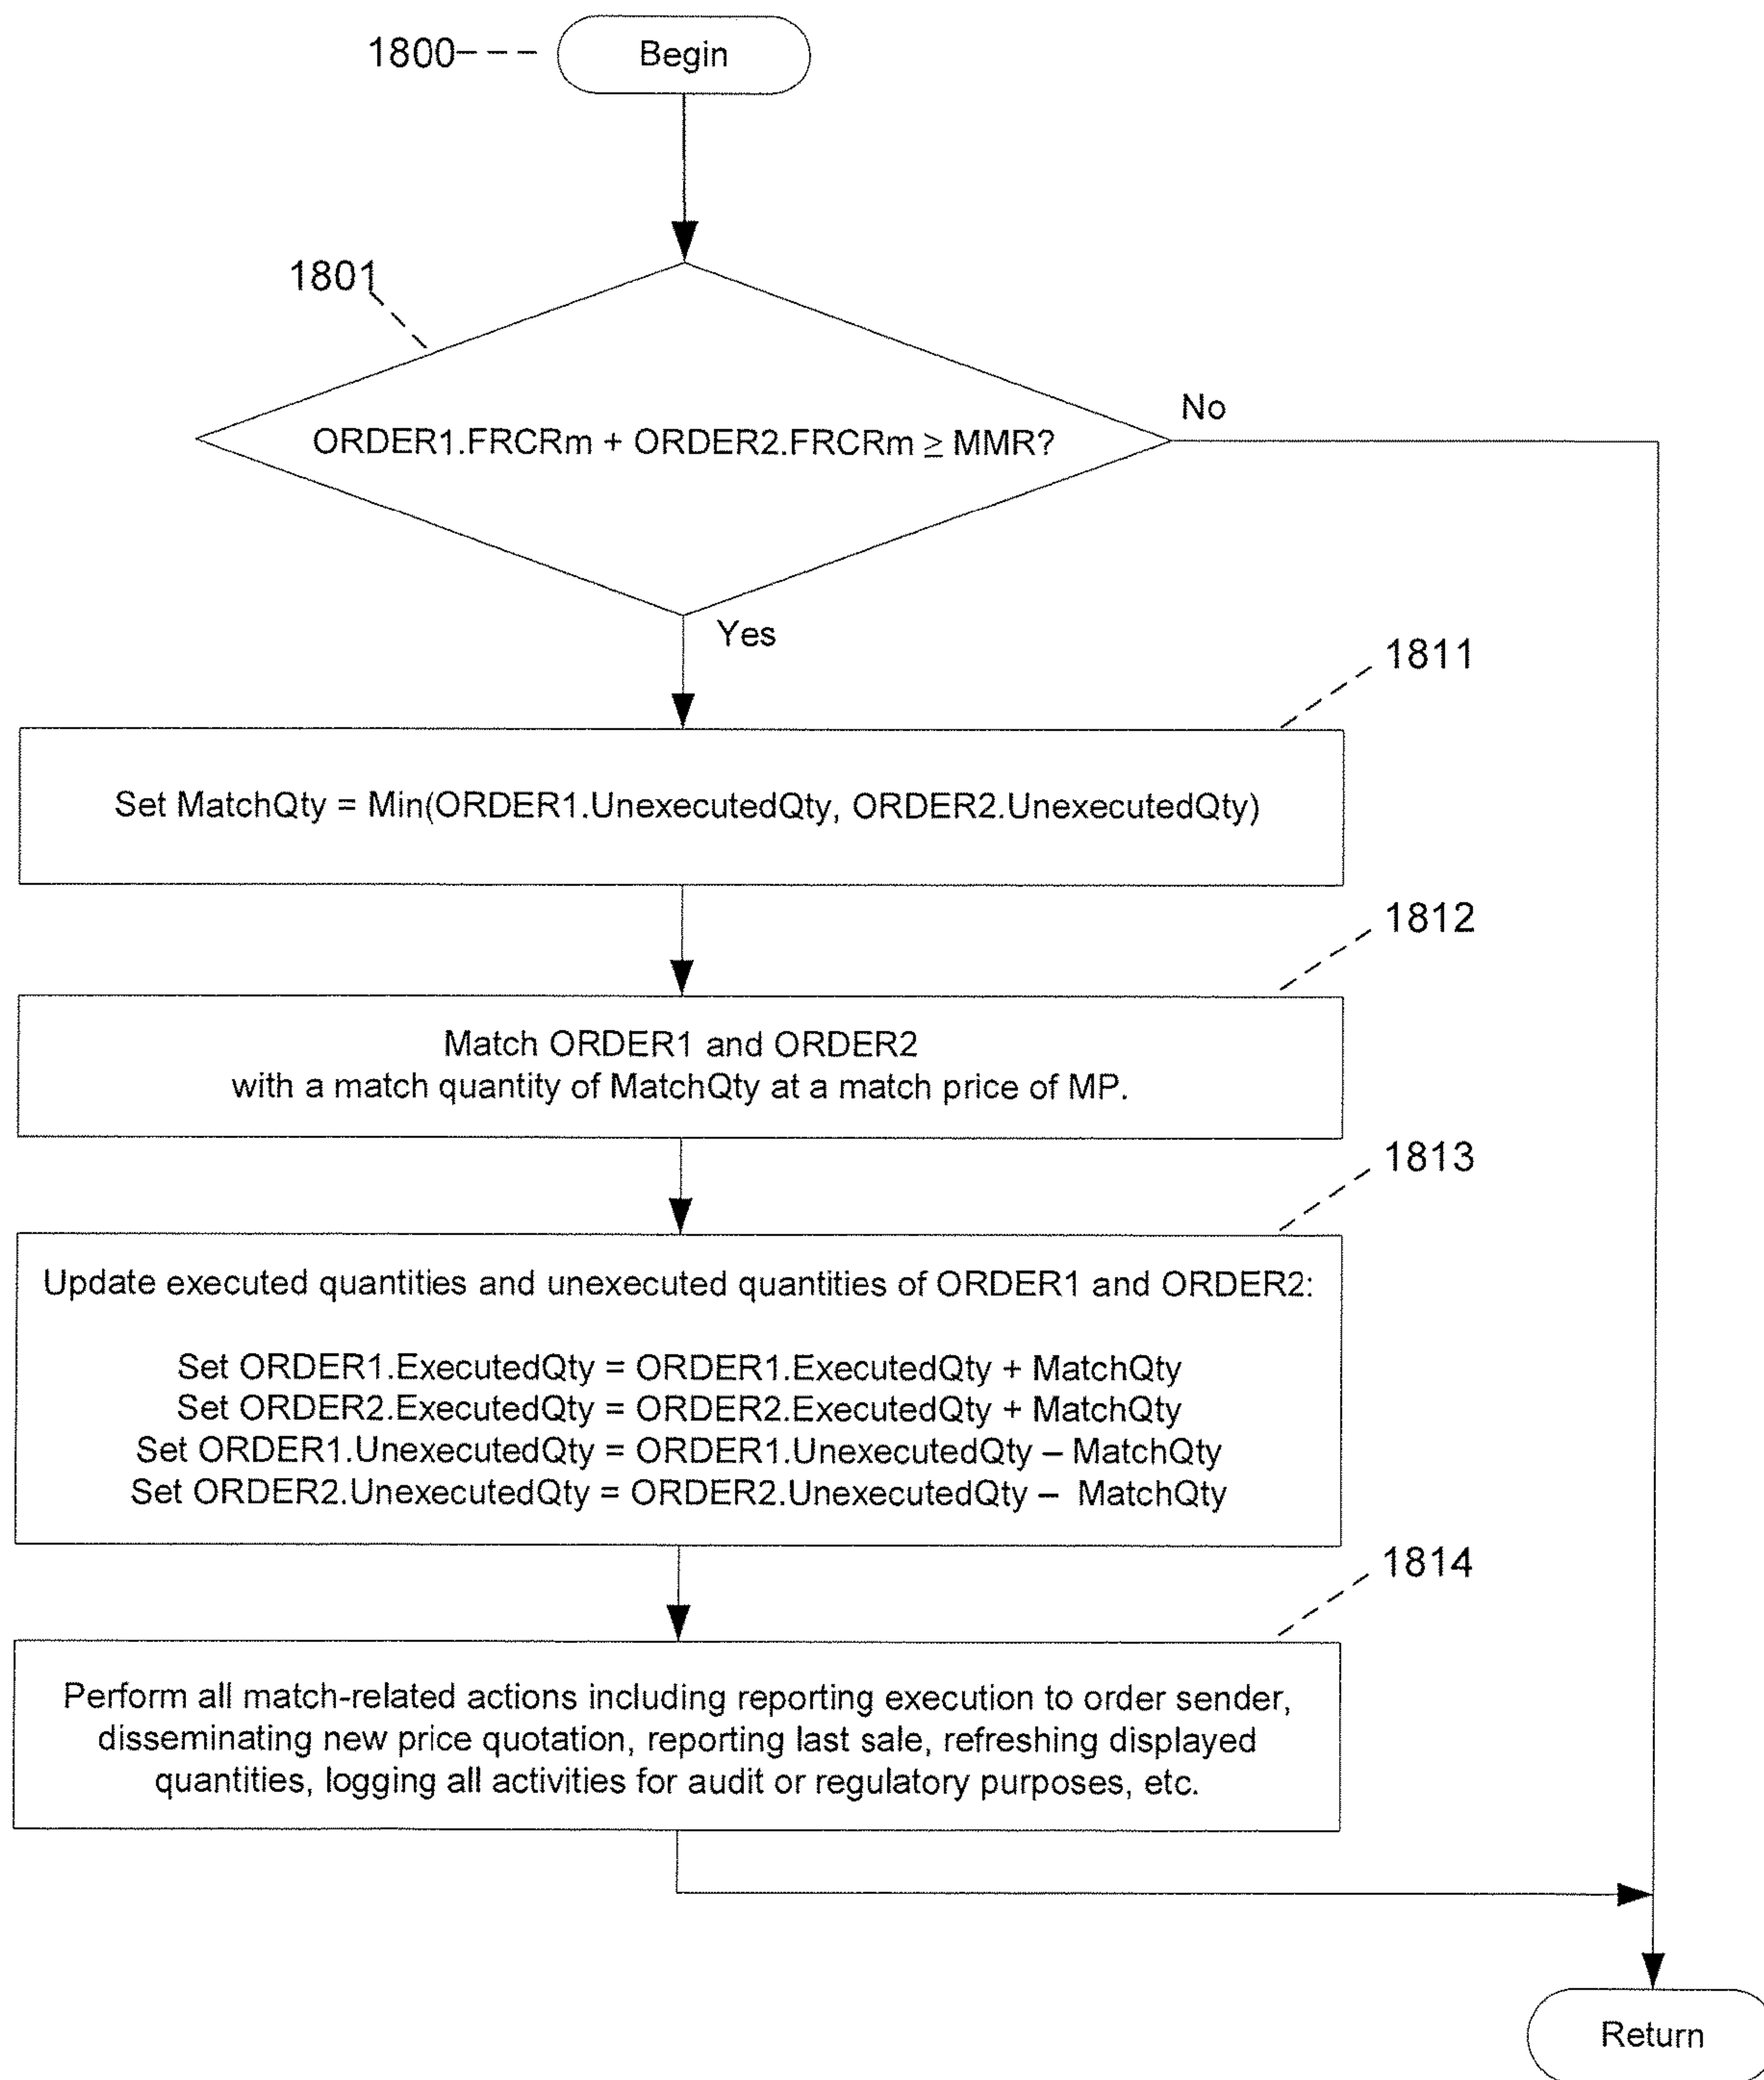 1800
Begin
1801
ORDER1.FRCRm + ORDER2.FRCRm ≥ MMR?
No
Yes
1811
Set MatchQty = Min(ORDER1.UnexecutedQty, ORDER2.UnexecutedQty)
1812
Match ORDER1 and ORDER2
with a match quantity of MatchQty at a match price of MP.
1813
Update executed quantities and unexecuted quantities of ORDER1 and ORDER2:
Set ORDER1.ExecutedQty = ORDER1.ExecutedQty + MatchQty
Set ORDER2.ExecutedQty = ORDER2.ExecutedQty + MatchQty
Set ORDER1.UnexecutedQty = ORDER1.UnexecutedQty – MatchQty
Set ORDER2.UnexecutedQty = ORDER2.UnexecutedQty – MatchQty
1814
Perform all match-related actions including reporting execution to order sender,
disseminating new price quotation, reporting last sale, refreshing displayed
quantities, logging all activities for audit or regulatory purposes, etc.
Return